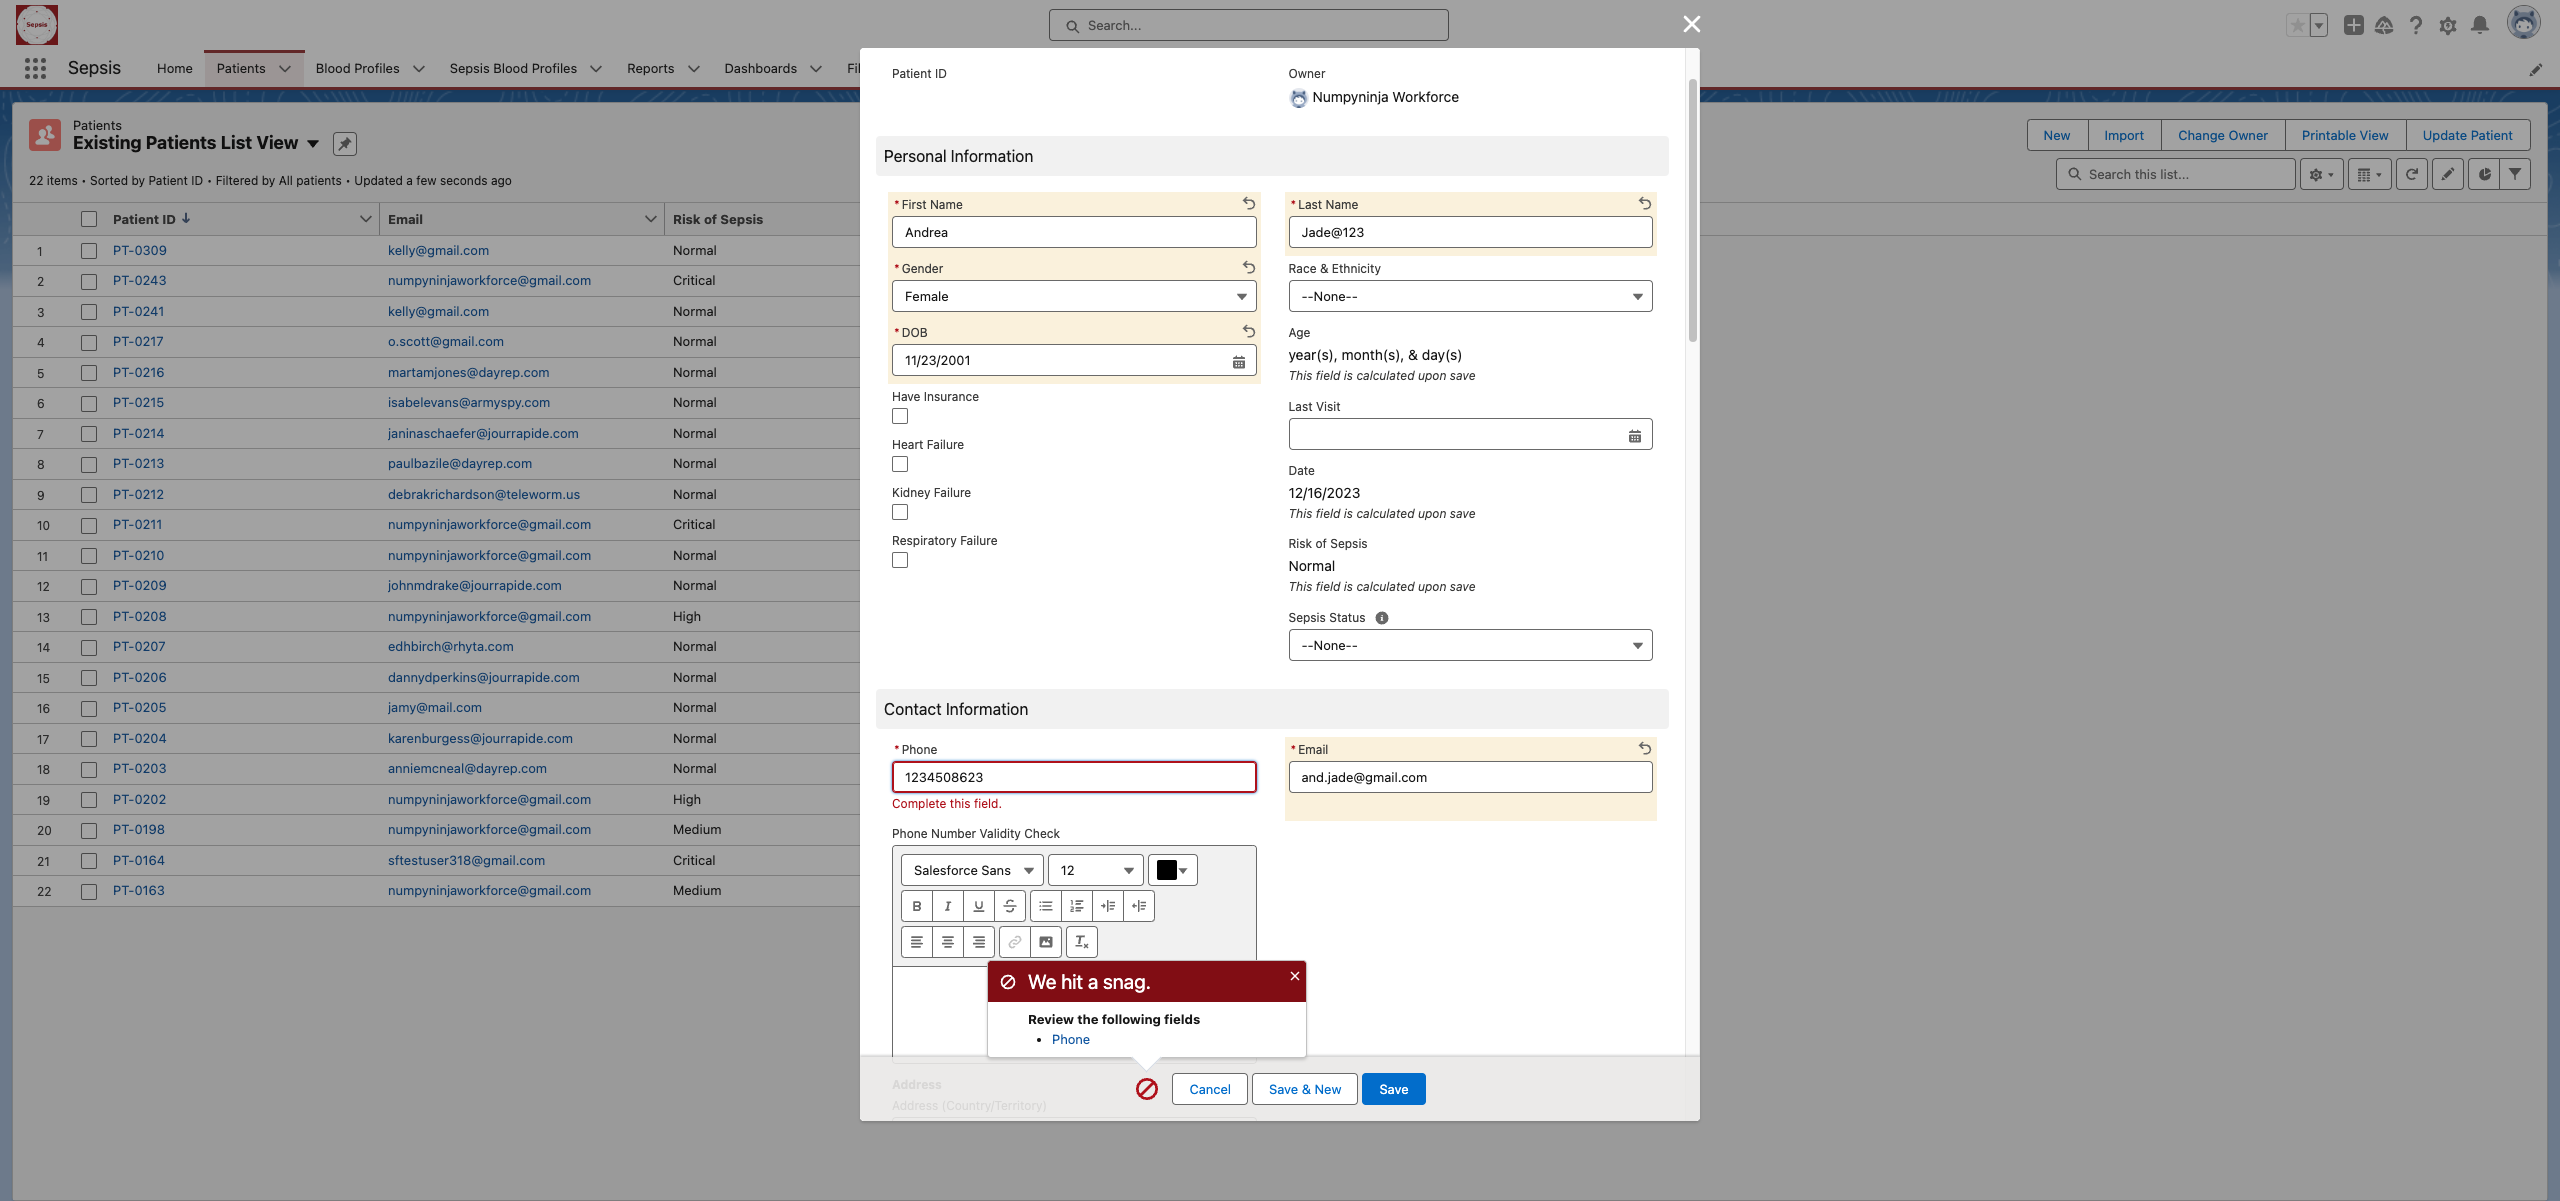 Sepsis
Search...
Sepsis
Home
Patients
Blood Profiles
Sepsis Blood Profiles
Reports
Dashboards
Patients
Existing Patients List View
22 items • Sorted by Patient ID • Filtered by All patients • Updated a few seconds ago
New
Import
Change Owner
Printable View
Update Patient
Search this list...
Patient ID
Email
Risk of Sepsis
1 PT-0309 kelly@gmail.com Normal
2 PT-0243 numpyninjaworkforce@gmail.com Critical
3 PT-0241 kelly@gmail.com Normal
4 PT-0217 o.scott@gmail.com Normal
5 PT-0216 martamjones@dayrep.com Normal
6 PT-0215 isabelevans@armyspy.com Normal
7 PT-0214 janinaschaefer@jourrapide.com Normal
8 PT-0213 paulbazile@dayrep.com Normal
9 PT-0212 debrakrichardson@teleworm.us Normal
10 PT-0211 numpyninjaworkforce@gmail.com Critical
11 PT-0210 numpyninjaworkforce@gmail.com Normal
12 PT-0209 johnmdrake@jourrapide.com Normal
13 PT-0208 numpyninjaworkforce@gmail.com High
14 PT-0207 edhbirch@rhyta.com Normal
15 PT-0206 dannydperkins@jourrapide.com Normal
16 PT-0205 jamy@mail.com Normal
17 PT-0204 karenburgess@jourrapide.com Normal
18 PT-0203 anniemcneal@dayrep.com Normal
19 PT-0202 numpyninjaworkforce@gmail.com High
20 PT-0198 numpyninjaworkforce@gmail.com Medium
21 PT-0164 sftestuser318@gmail.com Critical
22 PT-0163 numpyninjaworkforce@gmail.com Medium
Patient ID
Owner
Numpyninja Workforce
Personal Information
* First Name
Andrea
* Last Name
Jade@123
* Gender
Female
Race & Ethnicity
--None--
* DOB
11/23/2001
Age
year(s), month(s), & day(s)
This field is calculated upon save
Have Insurance
Last Visit
Heart Failure
Date
12/16/2023
This field is calculated upon save
Kidney Failure
Respiratory Failure
Risk of Sepsis
Normal
This field is calculated upon save
Sepsis Status
--None--
Contact Information
* Phone
1234508623
Complete this field.
* Email
and.jade@gmail.com
Phone Number Validity Check
Salesforce Sans
12
We hit a snag.
Review the following fields
• Phone
Address
Address (Country/Territory)
Cancel
Save & New
Save